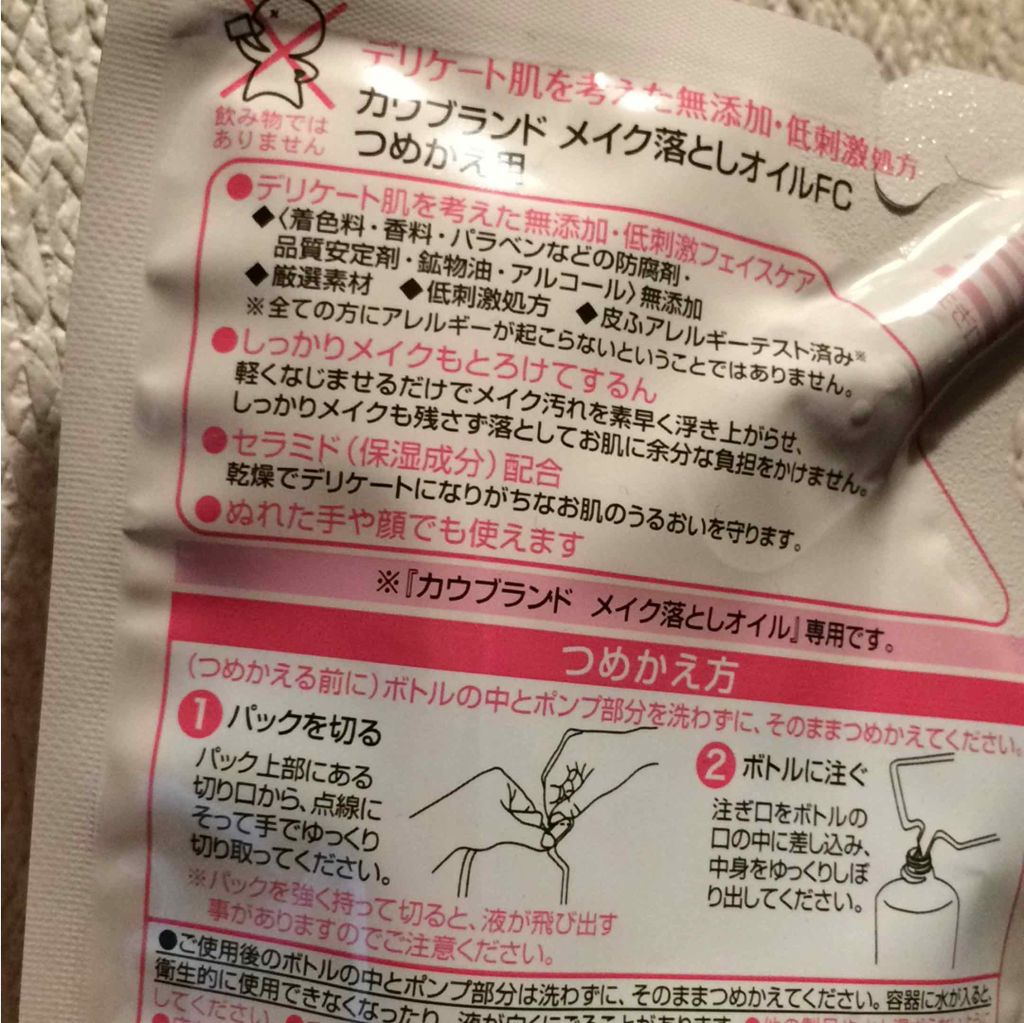 飲み物では
ありません
デリケート肌を考えた無添加・低刺激処方
カウブランド メイク落としオイルFC
つめかえ用
●デリケート肌を考えた無添加・低刺激フェイスケア
◆〈着色料・香料・パラベンなどの防腐剤・
品質安定剤・鉱物油・アルコール〉無添加
◆厳選素材 ◆低刺激処方 ◆皮ふアレルギーテスト済み※
※全ての方にアレルギーが起こらないということではありません。
●しっかりメイクもとろけてするん
軽くなじませるだけでメイク汚れを素早く浮き上がらせ、
しっかりメイクも残さず落としてお肌に余分な負担をかけません。
●セラミド(保湿成分)配合
乾燥でデリケートになりがちなお肌のうるおいを守ります。
●ぬれた手や顔でも使えます
※『カウブランド メイク落としオイル』専用です。
つめかえ方
(つめかえる前に)ボトルの中とポンプ部分を洗わずに、そのままつめかえてください。
1 パックを切る
パック上部にある
切り口から、点線に
そって手でゆっくり
切り取ってください。
※パックを強く持って切ると、液が飛び出す
事がありますのでご注意ください。
2 ボトルに注ぐ
注ぎ口をボトルの
口の中に差し込み、
中身をゆっくりしぼ
り出してください。
●ご使用後のボトルの中とポンプ部分は洗わずに、そのままつめかえてください。容器に水が入ると、
衛生的に使用できなくなったり、液が白くにごることがあります。
してください